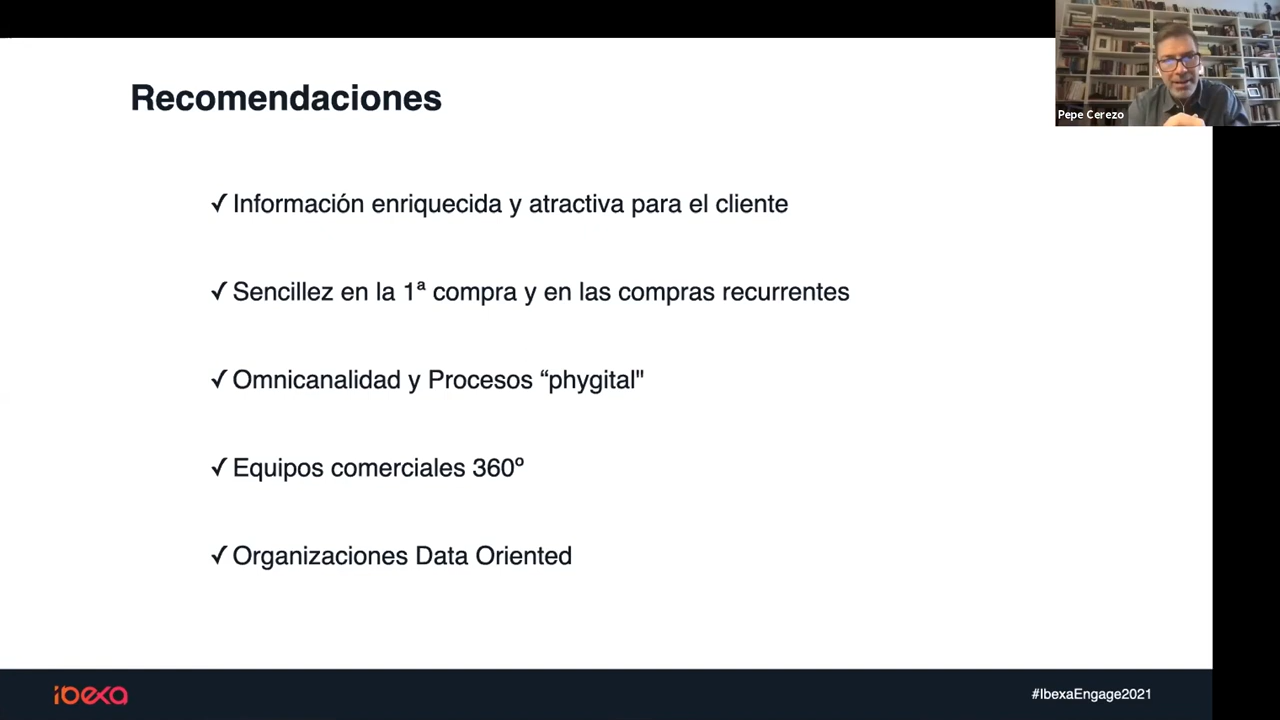 Recomendaciones
Pepe Cerezo
✓ Información enriquecida y atractiva para el cliente
✓ Sencillez en la 1ª compra y en las compras recurrentes
✓ Omnicanalidad y Procesos “phygital"
✓ Equipos comerciales 360º
✓ Organizaciones Data Oriented
ibexa
#IbexaEngage2021